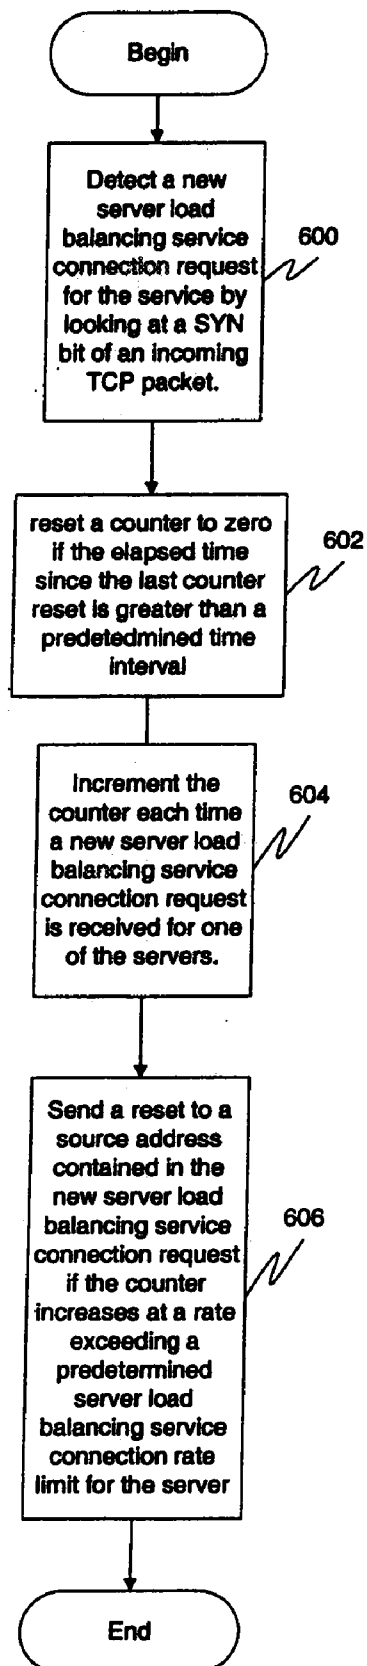 Begin
Detect a new
server load
balancing service
connection request
for the service by
looking at a SYN
bit of an incoming
TCP packet.
600
reset a counter to zero
if the elapsed time
since the last counter
reset is greater than a
predetedmined time
interval
602
Increment the
counter each time
a new server load
balancing service
connection request
is received for one
of the servers.
604
Send a reset to a
source address
contained in the
new server load
balancing service
connection request
if the counter
increases at a rate
exceeding a
predetermined
server load
balancing service
connection rate
limit for the server
606
End